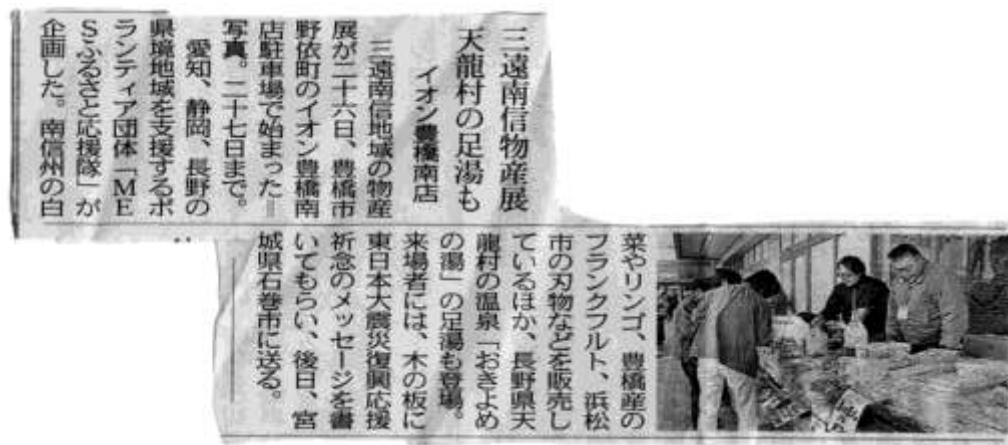 三遠南信物産展
天龍村の足湯も
イオン豊橋南店
三遠南信地域の物産
展が二十六日、豊橋市
野依町のイオン豊橋南
店駐車場で始まった＝
写真。二十七日まで。
愛知、静岡、長野の
県境地域を支援するボ
ランティア団体「ME
Sふるさと応援隊」が
企画した。南信州の白
菜やリンゴ、豊橋産の
フランクフルト、浜松
市の刃物などを販売し
ているほか、長野県天
龍村の温泉「おきよめ
の湯」の足湯も登場。
来場者には、木の板に
東日本大震災復興応援
祈念のメッセージを書
いてもらい、後日、宮
城県石巻市に送る。